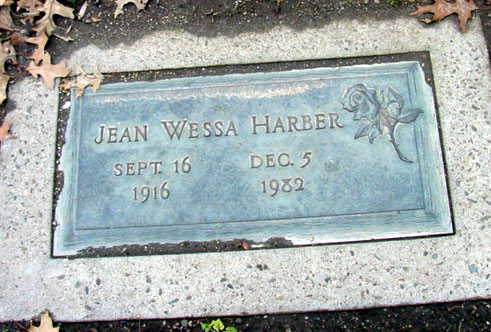 JEAN WESSA HARBER
SEPT. 16 DEC. 5
1916 1982